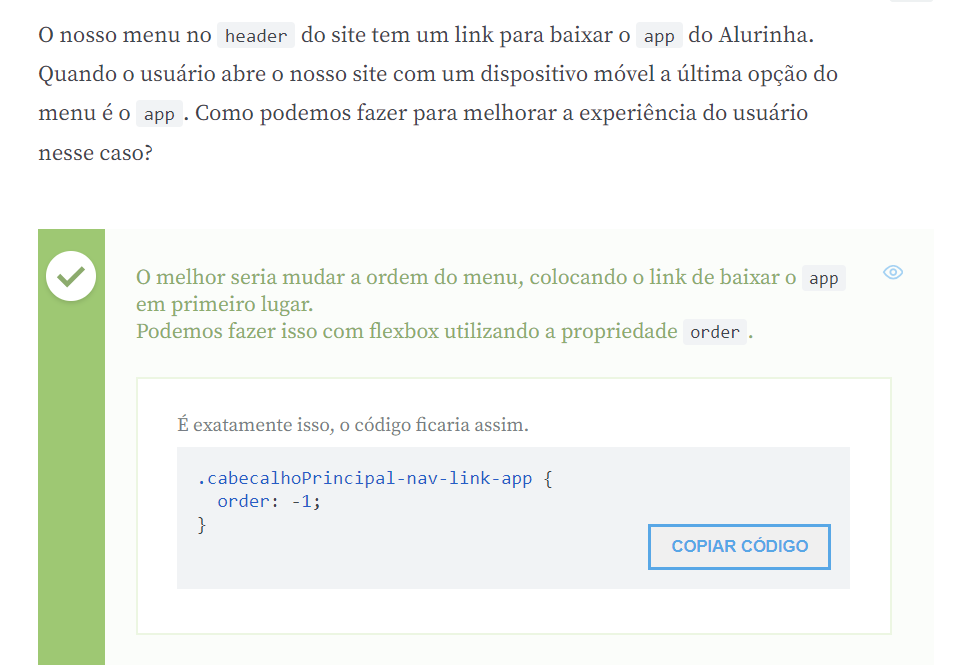 O nosso menu no header do site tem um link para baixar o app do Alurinha.
Quando o usuário abre o nosso site com um dispositivo móvel a última opção do
menu é o app. Como podemos fazer para melhorar a experiência do usuário
nesse caso?
O melhor seria mudar a ordem do menu, colocando o link de baixar o app
em primeiro lugar.
Podemos fazer isso com flexbox utilizando a propriedade order.
É exatamente isso, o código ficaria assim.
.cabecalhoPrincipal-nav-link-app {
  order: -1;
}
COPIAR CÓDIGO